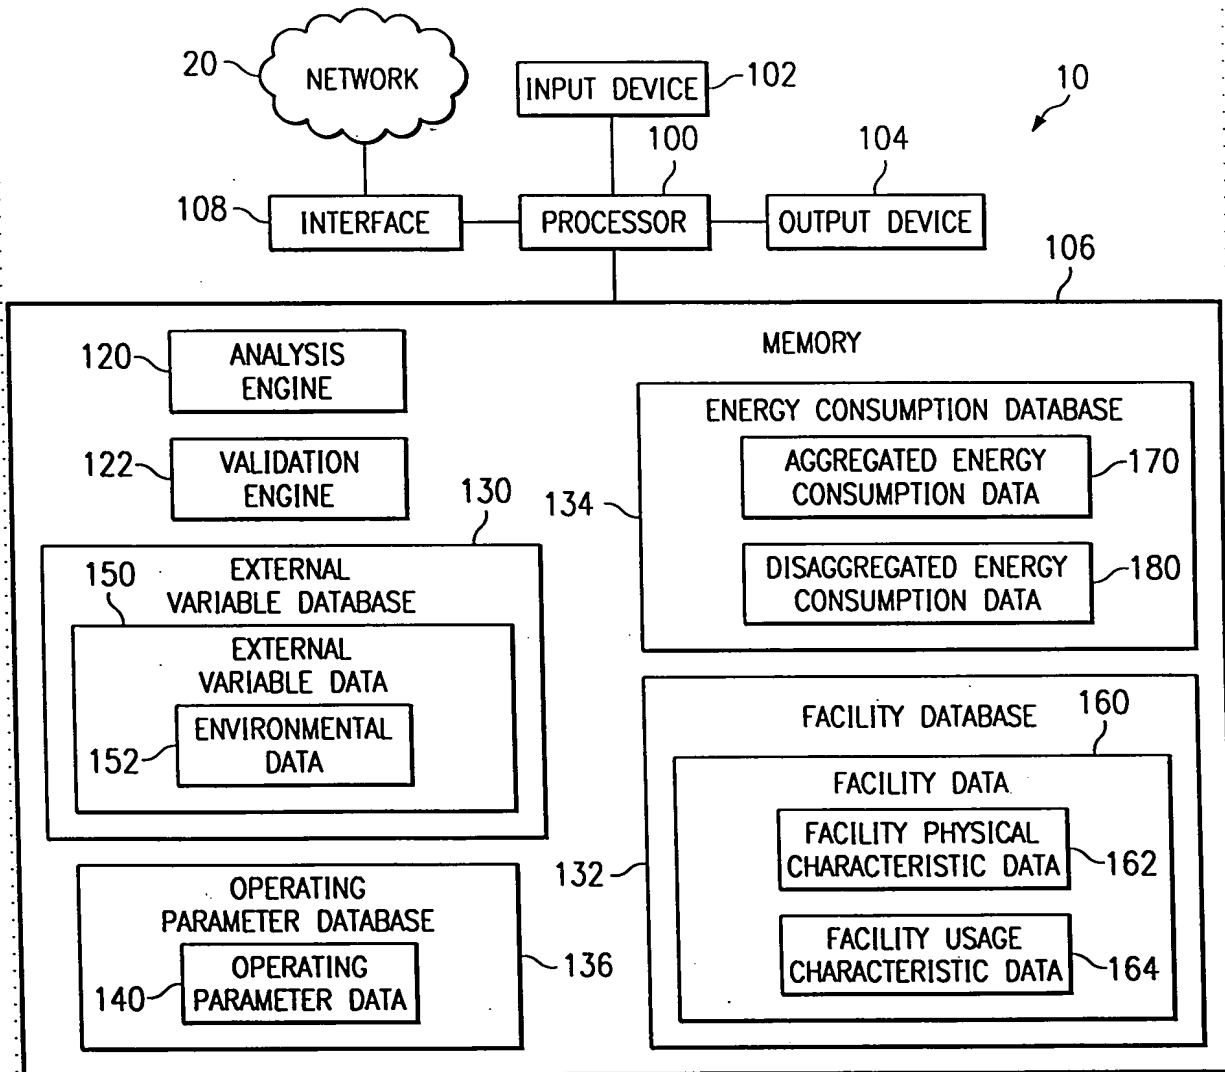 20
NETWORK
INPUT DEVICE
102
10
100
104
108
INTERFACE
PROCESSOR
OUTPUT DEVICE
106
MEMORY
120
ANALYSIS
ENGINE
122
VALIDATION
ENGINE
130
EXTERNAL
VARIABLE DATABASE
150
EXTERNAL
VARIABLE DATA
152
ENVIRONMENTAL
DATA
OPERATING
PARAMETER DATABASE
136
140
OPERATING
PARAMETER DATA
ENERGY CONSUMPTION DATABASE
134
AGGREGATED ENERGY
CONSUMPTION DATA
170
DISAGGREGATED ENERGY
CONSUMPTION DATA
180
FACILITY DATABASE
160
132
FACILITY DATA
FACILITY PHYSICAL
CHARACTERISTIC DATA
162
FACILITY USAGE
CHARACTERISTIC DATA
164